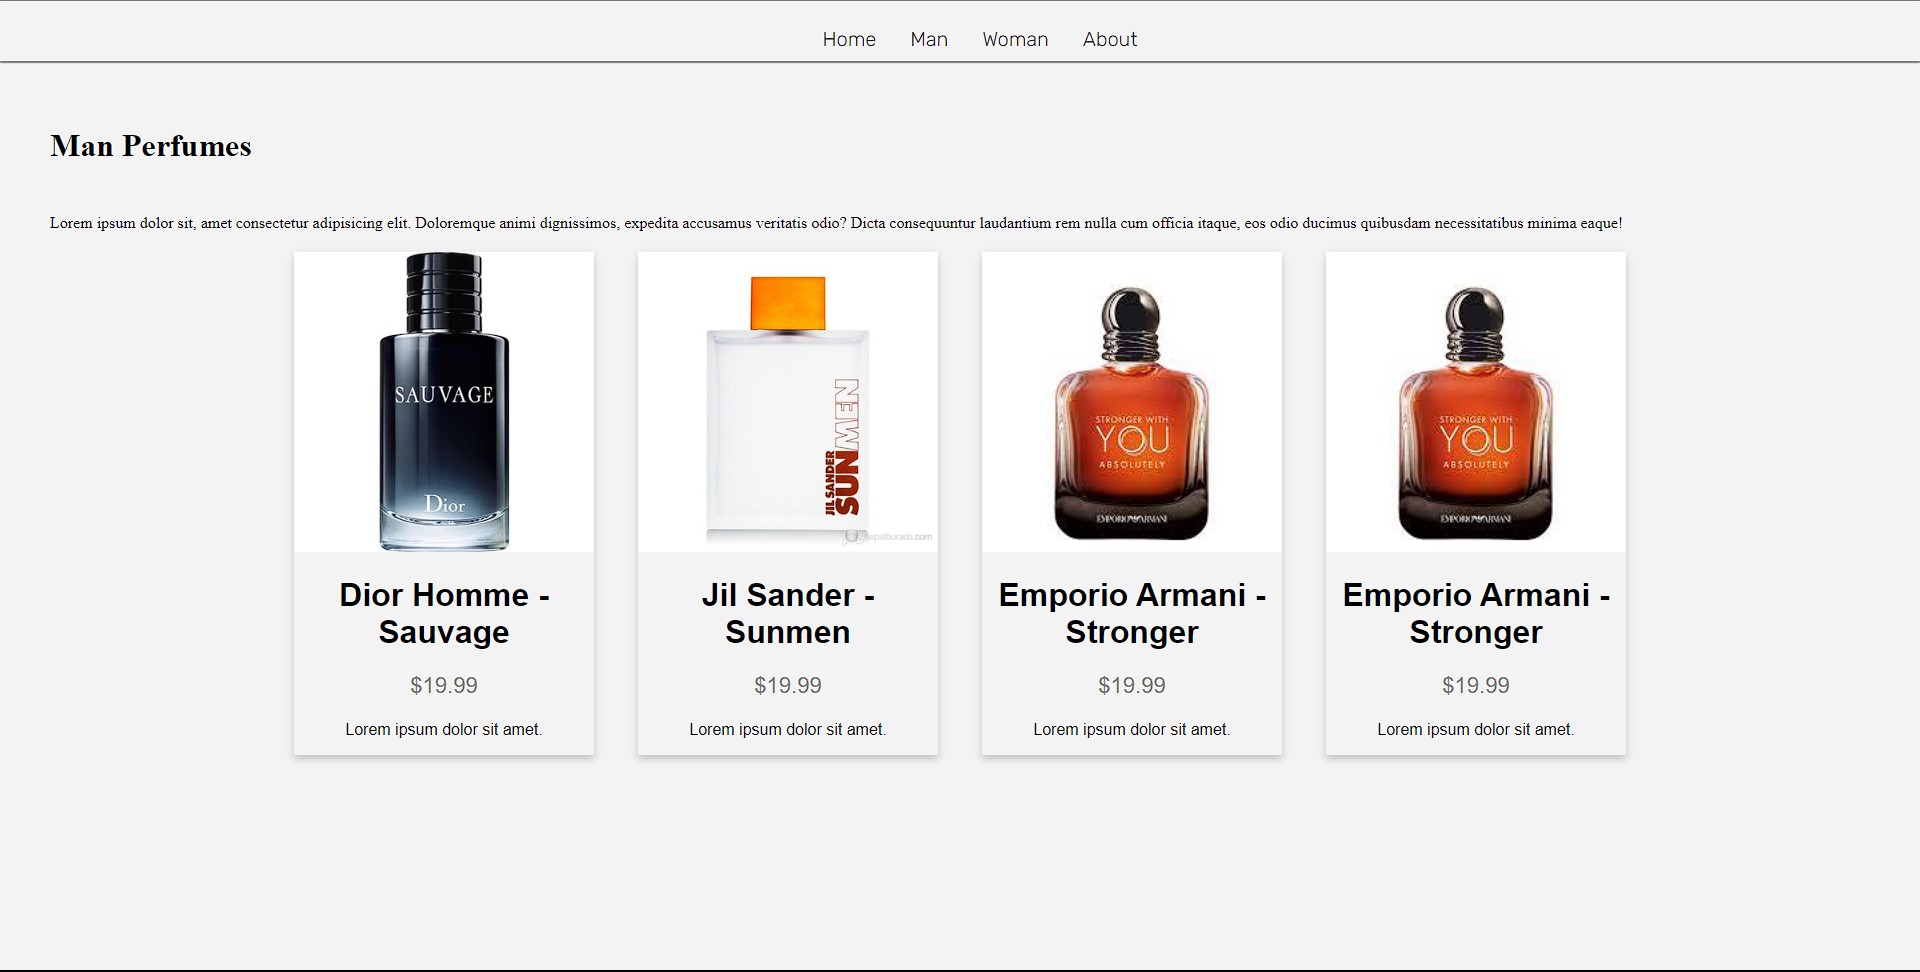 Home Man Woman About
Man Perfumes
Lorem ipsum dolor sit, amet consectetur adipisicing elit. Doloremque animi dignissimos, expedita accusamus veritatis odio? Dicta consequuntur laudantium rem nulla cum officia itaque, eos odio ducimus quibusdam necessitatibus minima eaque!
SAUVAGE
Dior
JIL SANDER
SUNMEN
hepsiburada.com
STRONGER WITH
YOU
ABSOLUTELY
EMPORIO ARMANI
STRONGER WITH
YOU
ABSOLUTELY
EMPORIO ARMANI
Dior Homme -
Sauvage
$19.99
Lorem ipsum dolor sit amet.
Jil Sander -
Sunmen
$19.99
Lorem ipsum dolor sit amet.
Emporio Armani -
Stronger
$19.99
Lorem ipsum dolor sit amet.
Emporio Armani -
Stronger
$19.99
Lorem ipsum dolor sit amet.